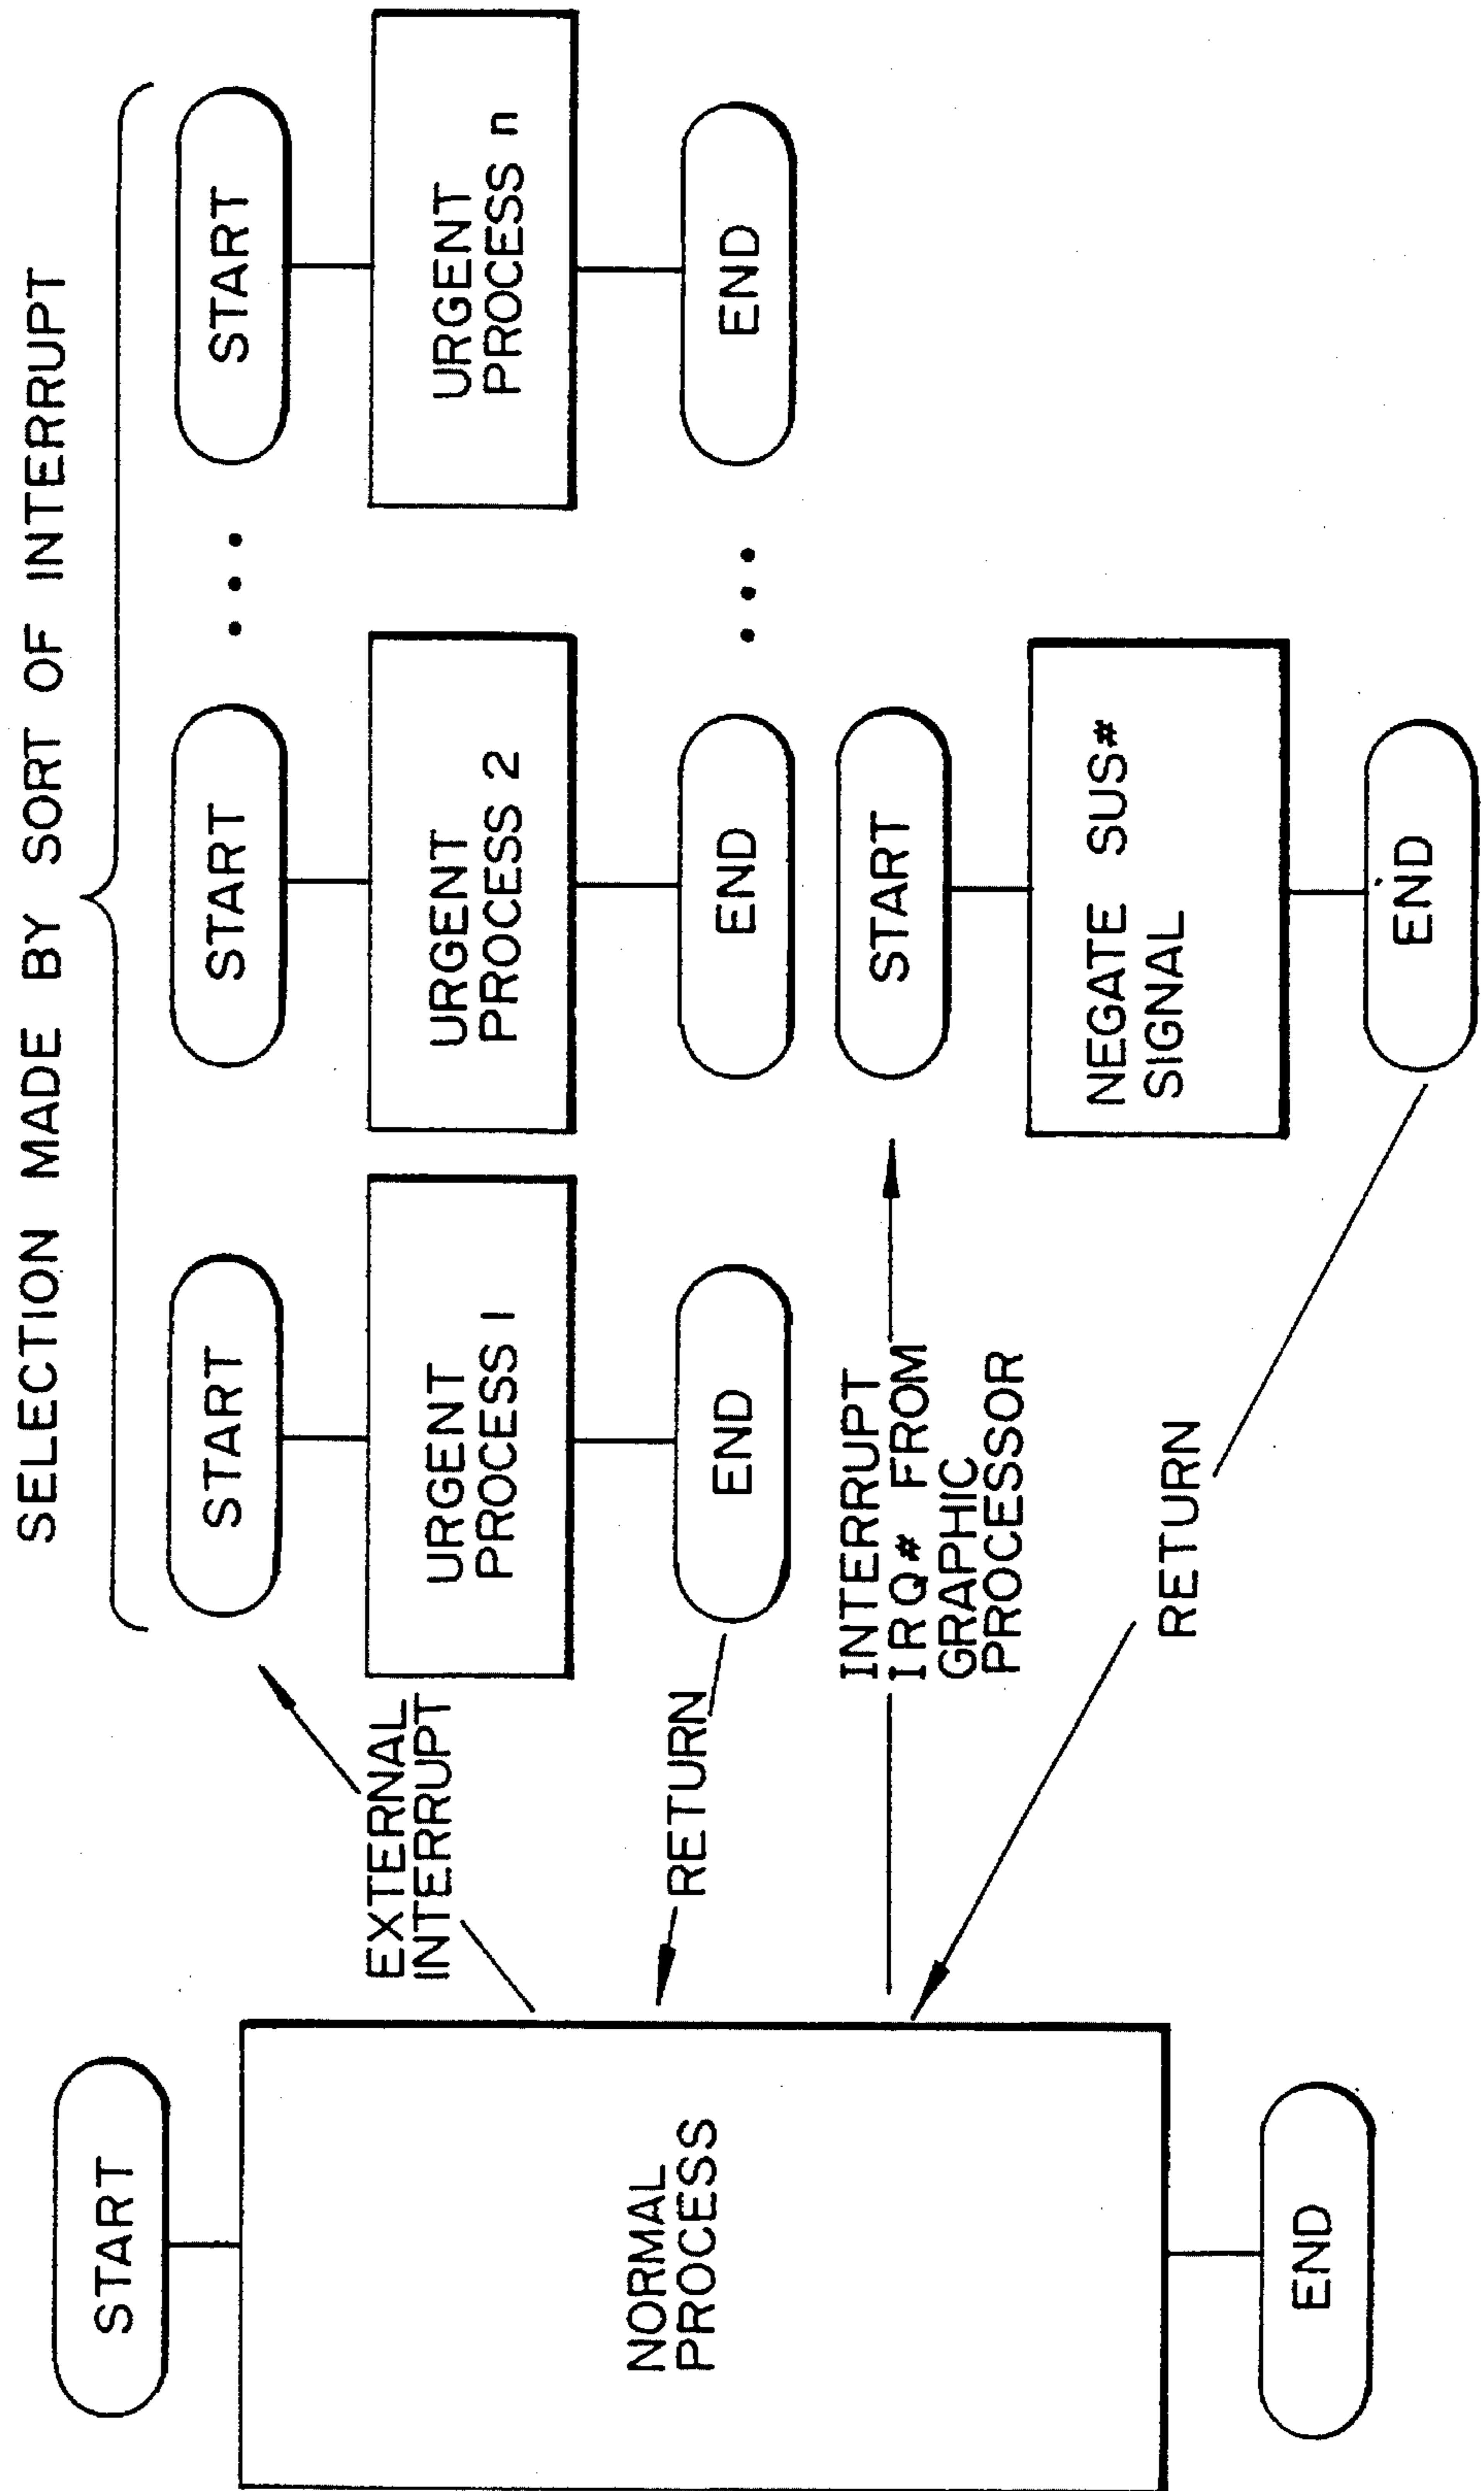 SELECTION MADE BY SORT OF INTERRUPT
START
NORMAL
PROCESS
END
EXTERNAL
INTERRUPT
RETURN
START
URGENT
PROCESS 1
END
START
URGENT
PROCESS 2
END
• • •
• • •
START
URGENT
PROCESS n
END
INTERRUPT
IRQ# FROM
GRAPHIC
PROCESSOR
START
NEGATE SUS#
SIGNAL
END
RETURN